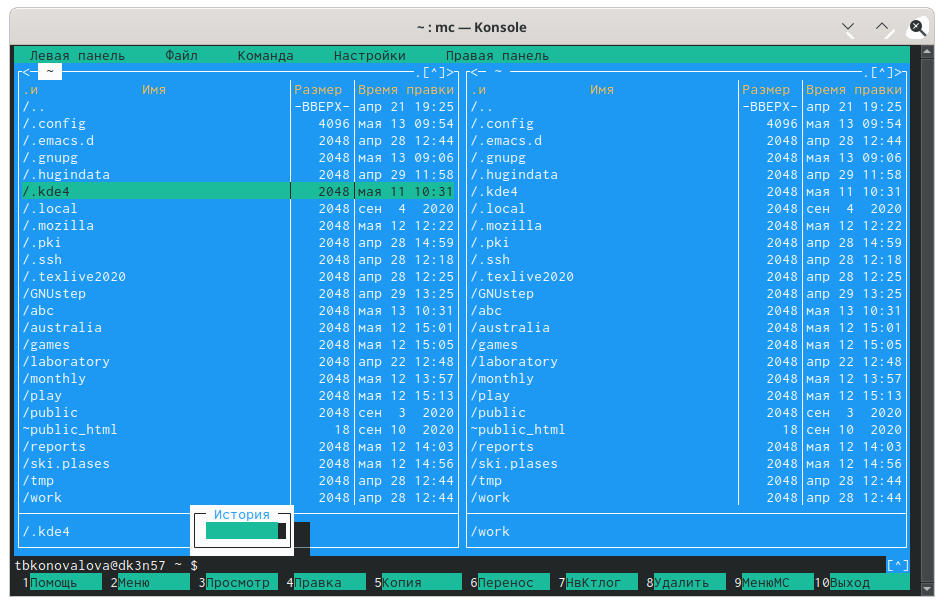 ~ : mc — Konsole
Левая панель Файл Команда Настройки Правая панель
<─ ~ .[^]> <─ ~ .[^]>
.и Имя Размер Время правки .и Имя Размер Время правки
/.. -ВВЕРХ- апр 21 19:25 /.. -ВВЕРХ- апр 21 19:25
/.config 4096 мая 13 09:54 /.config 4096 мая 13 09:54
/.emacs.d 2048 апр 28 12:44 /.emacs.d 2048 апр 28 12:44
/.gnupg 2048 мая 13 09:06 /.gnupg 2048 мая 13 09:06
/.hugindata 2048 апр 29 11:58 /.hugindata 2048 апр 29 11:58
/.kde4 2048 мая 11 10:31 /.kde4 2048 мая 11 10:31
/.local 2048 сен 4 2020 /.local 2048 сен 4 2020
/.mozilla 2048 мая 12 12:22 /.mozilla 2048 мая 12 12:22
/.pki 2048 апр 28 14:59 /.pki 2048 апр 28 14:59
/.ssh 2048 апр 28 12:18 /.ssh 2048 апр 28 12:18
/.texlive2020 2048 апр 28 12:25 /.texlive2020 2048 апр 28 12:25
/GNUstep 2048 апр 29 13:25 /GNUstep 2048 апр 29 13:25
/abc 2048 мая 13 10:31 /abc 2048 мая 13 10:31
/australia 2048 мая 12 15:01 /australia 2048 мая 12 15:01
/games 2048 мая 12 15:05 /games 2048 мая 12 15:05
/laboratory 2048 апр 22 12:48 /laboratory 2048 апр 22 12:48
/monthly 2048 мая 12 13:57 /monthly 2048 мая 12 13:57
/play 2048 мая 12 15:13 /play 2048 мая 12 15:13
/public 2048 сен 3 2020 /public 2048 сен 3 2020
~public_html 18 сен 10 2020 ~public_html 18 сен 10 2020
/reports 2048 мая 12 14:03 /reports 2048 мая 12 14:03
/ski.plases 2048 мая 12 14:56 /ski.plases 2048 мая 12 14:56
/tmp 2048 апр 28 12:44 /tmp 2048 апр 28 12:44
/work 2048 апр 28 12:44 /work 2048 апр 28 12:44
История
/.kde4 /work
tbkonovalova@dk3n57 ~ $ [^]
1Помощь 2Меню 3Просмотр 4Правка 5Копия 6Перенос 7НвКтлог 8Удалить 9МенюМС 10Выход